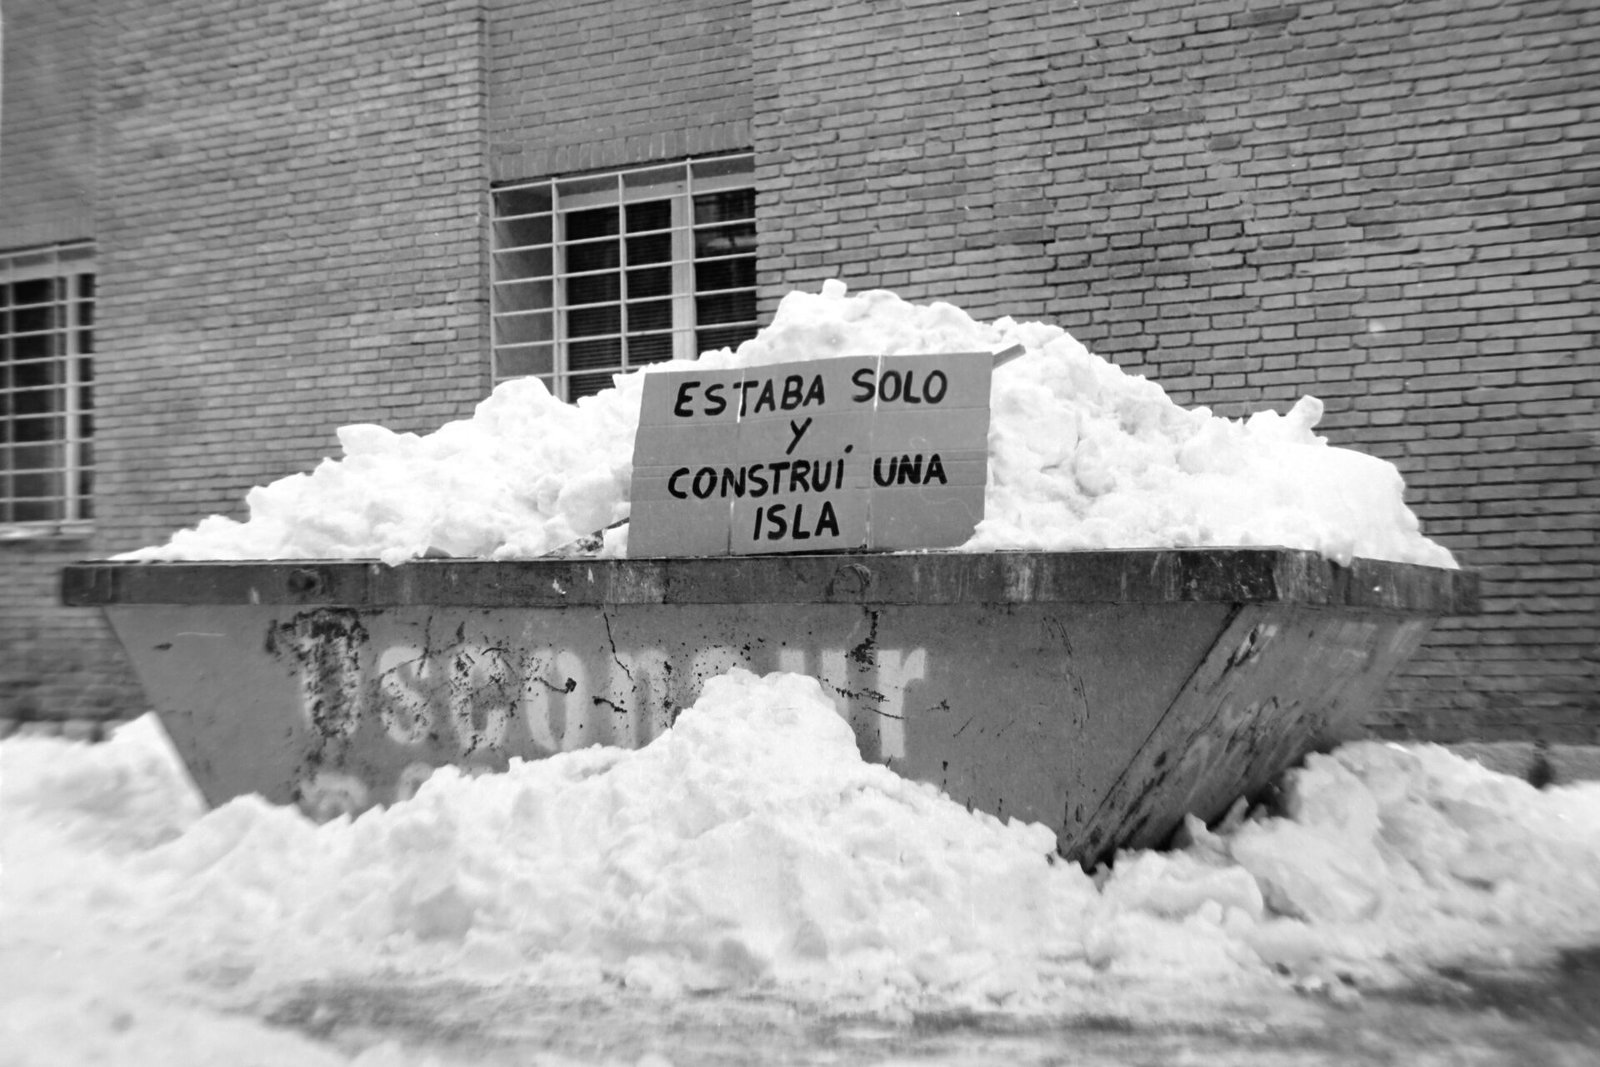 ESTABA SOLO
Y
CONSTRUÍ UNA
ISLA